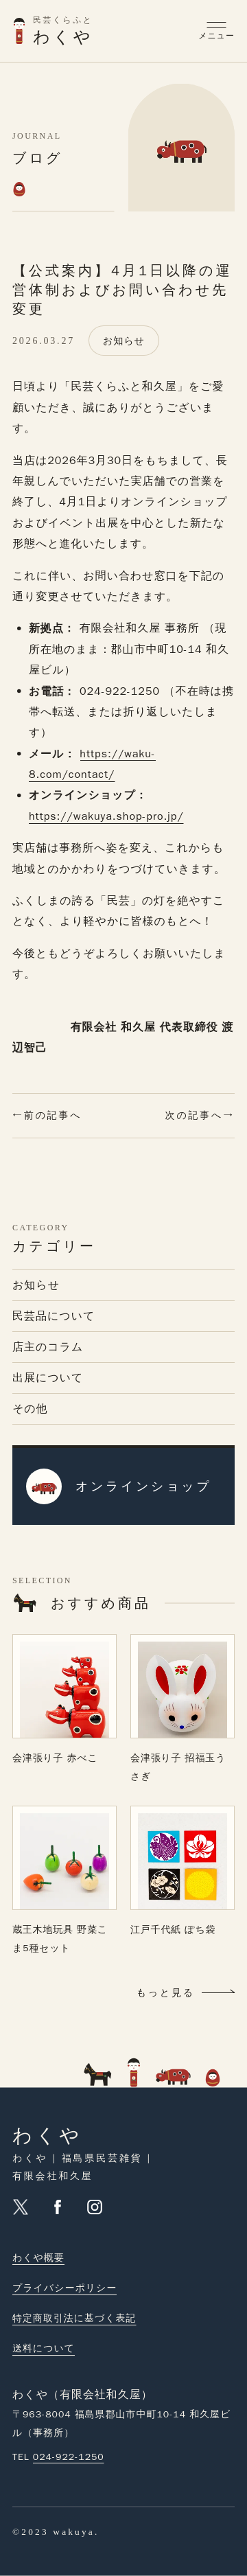 民芸くらふと
わくや
メニュー
JOURNAL
ブログ
【公式案内】4月1日以降の運
営体制およびお問い合わせ先
変更
2026.03.27
お知らせ
日頃より「民芸くらふと和久屋」をご愛
顧いただき、誠にありがとうございま
す。
当店は2026年3月30日をもちまして、長
年親しんでいただいた実店舗での営業を
終了し、4月1日よりオンラインショップ
およびイベント出展を中心とした新たな
形態へと進化いたします。
これに伴い、お問い合わせ窓口を下記の
通り変更させていただきます。
• 新拠点： 有限会社和久屋 事務所 （現
所在地のまま：郡山市中町10-14 和久
屋ビル）
• お電話： 024-922-1250 （不在時は携
帯へ転送、または折り返しいたしま
す）
• メール： https://waku-
8.com/contact/
• オンラインショップ：
https://wakuya.shop-pro.jp/
実店舗は事務所へ姿を変え、これからも
地域とのかかわりをつづけていきます。
ふくしまの誇る「民芸」の灯を絶やすこ
となく、より軽やかに皆様のもとへ！
今後ともどうぞよろしくお願いいたしま
す。
有限会社 和久屋 代表取締役 渡
辺智己
←前の記事へ
次の記事へ→
CATEGORY
カテゴリー
お知らせ
民芸品について
店主のコラム
出展について
その他
オンラインショップ
SELECTION
おすすめ商品
会津張り子 赤べこ
会津張り子 招福玉う
さぎ
蔵王木地玩具 野菜こ
ま5種セット
江戸千代紙 ぽち袋
もっと見る
わくや
わくや ｜ 福島県民芸雑貨 ｜
有限会社和久屋
わくや概要
プライバシーポリシー
特定商取引法に基づく表記
送料について
わくや（有限会社和久屋）
〒963-8004 福島県郡山市中町10-14 和久屋ビ
ル（事務所）
TEL 024-922-1250
©2023 wakuya.